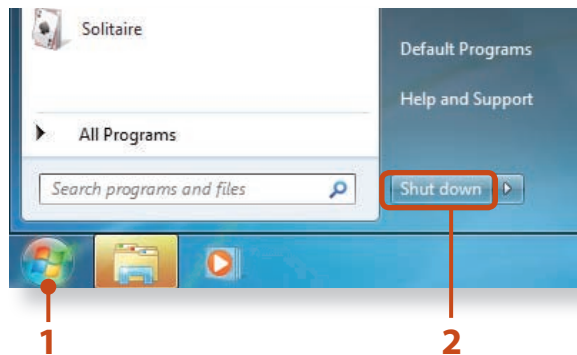 Solitaire
Default Programs
Help and Support
All Programs
Search programs and files
Shut down
1
2